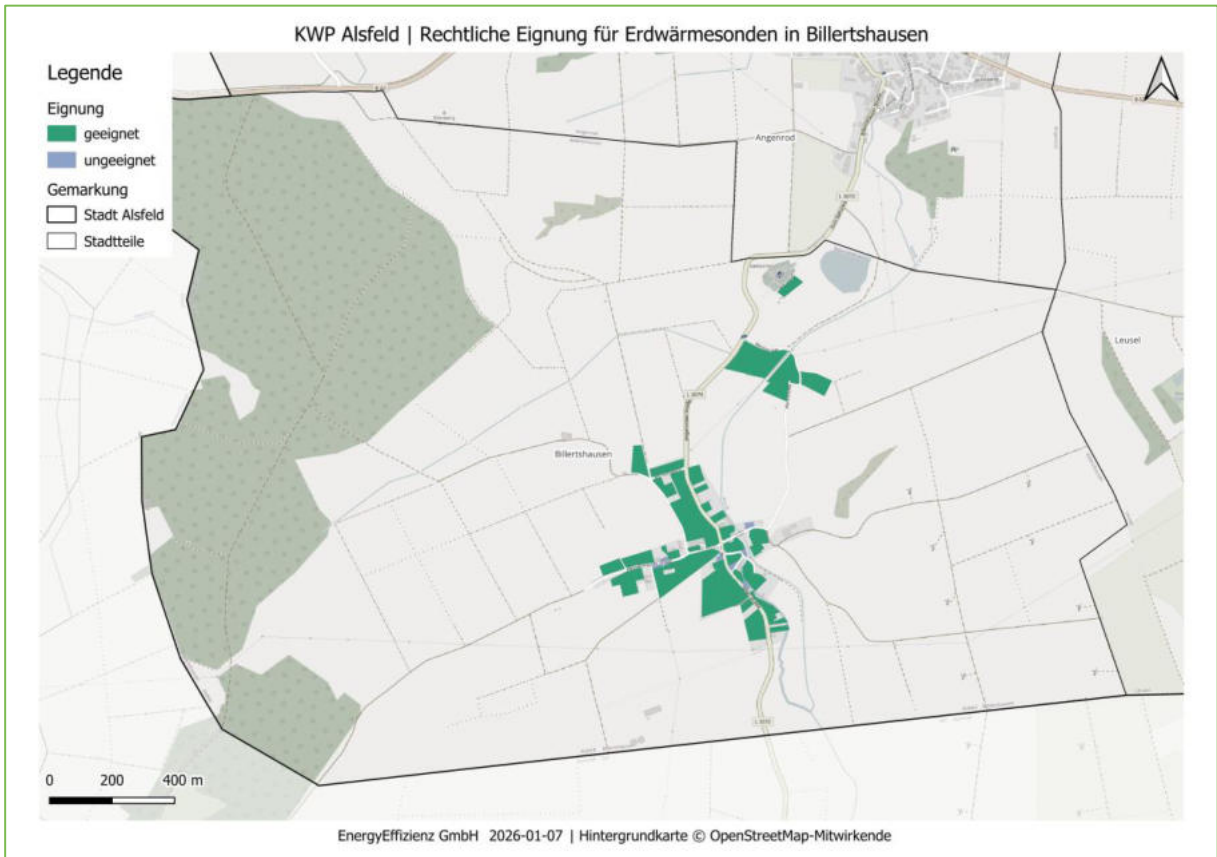 KWP Alsfeld | Rechtliche Eignung für Erdwärmesonden in Billertshausen
Legende
Eignung
geeignet
ungeeignet
Gemarkung
Stadt Alsfeld
Stadtteile
Angenrod
Leusel
Billertshausen
0 200 400 m
EnergyEffizienz GmbH 2026-01-07 | Hintergrundkarte © OpenStreetMap-Mitwirkende